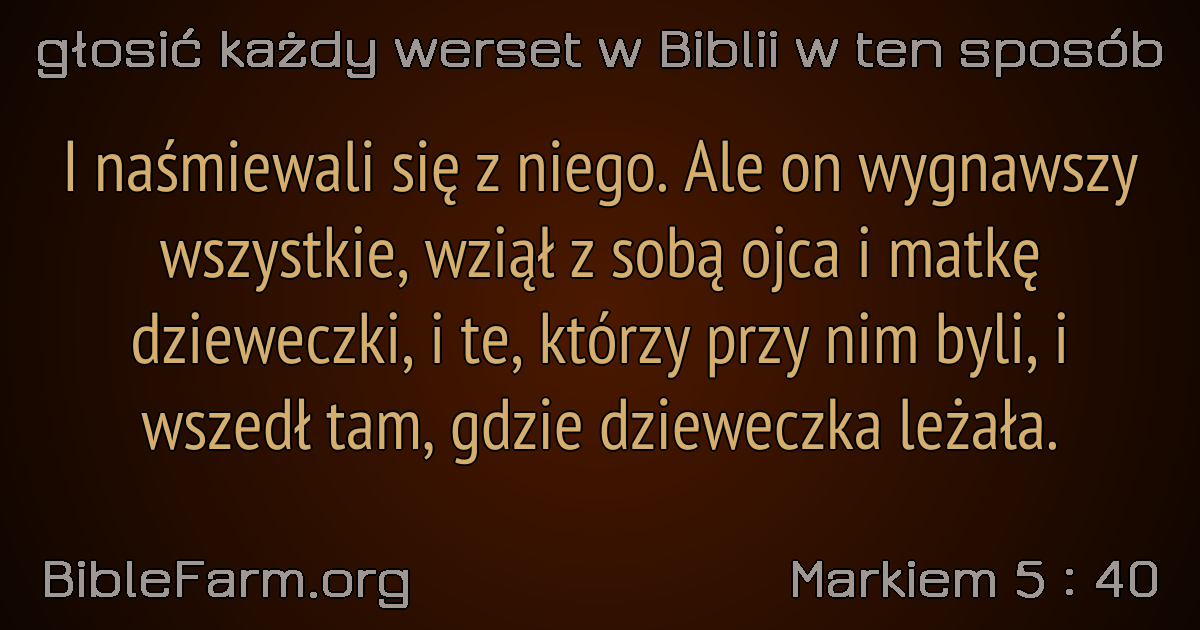 głosić każdy werset w Biblii w ten sposób
I naśmiewali się z niego. Ale on wygnawszy
wszystkie, wziął z sobą ojca i matkę
dzieweczki, i te, którzy przy nim byli, i
wszedł tam, gdzie dzieweczka leżała.
BibleFarm.org
Markiem 5 : 40